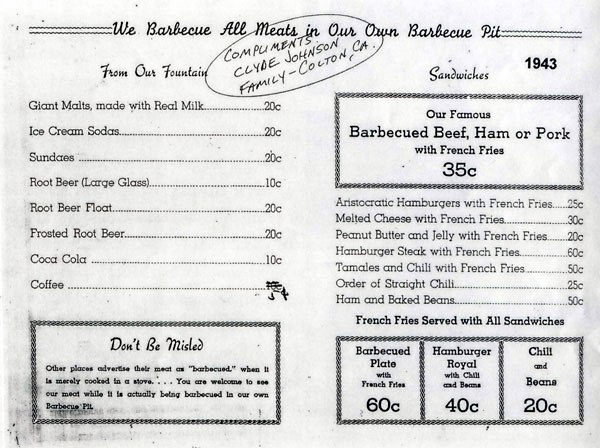 We Barbecue All Meats in Our Own Barbecue Pit
COMPLIMENTS
CLYDE JOHNSON
FAMILY-COLTON, CA.
1943
From Our Fountain
Giant Malts, made with Real Milk 20c
Ice Cream Sodas 20c
Sundaes 20c
Root Beer (Large Glass) 10c
Root Beer Float 20c
Frosted Root Beer 20c
Coca Cola 10c
Coffee 5¢
Don't Be Misled
Other places advertise their meat as "barbecued." when it
is merely cooked in a stove. . . . You are welcome to see
our meat while it is actually being barbecued in our own
Barbecue Pit.
Sandwiches
Our Famous
Barbecued Beef, Ham or Pork
with French Fries
35c
Aristocratic Hamburgers with French Fries 25c
Melted Cheese with French Fries 30c
Peanut Butter and Jelly with French Fries 20c
Hamburger Steak with French Fries 60c
Tamales and Chili with French Fries 50c
Order of Straight Chili 25c
Ham and Baked Beans 50c
French Fries Served with All Sandwiches
Barbecued
Plate
with
French Fries
60c
Hamburger
Royal
with Chili
and Beans
40c
Chili
and
Beans
20c